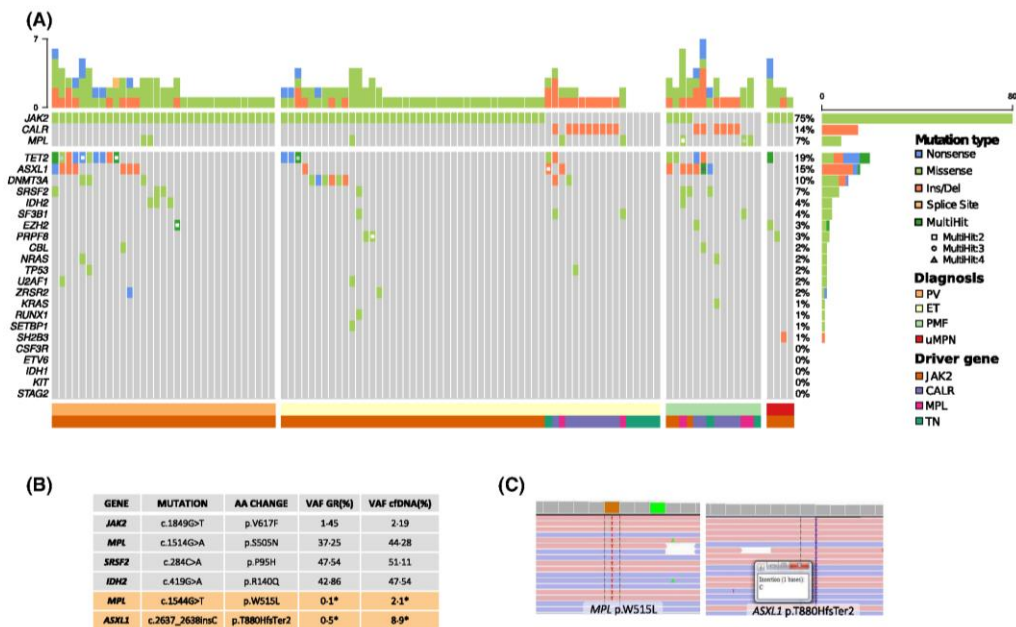 (A)
7
0
JAK2 75%
CALR 14%
MPL 7%
TET2 19%
ASXL1 15%
DNMT3A 10%
SRSF2 7%
IDH2 4%
SF3B1 4%
EZH2 3%
PRPF8 3%
CBL 2%
NRAS 2%
TP53 2%
U2AF1 2%
ZRSR2 2%
KRAS 1%
RUNX1 1%
SETBP1 1%
SH2B3 1%
CSF3R 0%
ETV6 0%
IDH1 0%
KIT 0%
STAG2 0%
0 80
Mutation type
Nonsense
Missense
Ins/Del
Splice Site
MultiHit
MultiHit:2
MultiHit:3
MultiHit:4
Diagnosis
PV
ET
PMF
uMPN
Driver gene
JAK2
CALR
MPL
TN
(B)
GENE MUTATION AA CHANGE VAF GR(%) VAF cfDNA(%)
JAK2 c.1849G>T p.V617F 1-45 2-19
MPL c.1514G>A p.S505N 37-25 44-28
SRSF2 c.284C>A p.P95H 47-54 51-11
IDH2 c.419G>A p.R140Q 42-86 47-54
MPL c.1544G>T p.W515L 0-1* 2-1*
ASXL1 c.2637_2638insC p.T880HfsTer2 0-5* 8-9*
(C)
Insertion (1 bases):
C
MPL p.W515L
ASXL1 p.T880HfsTer2